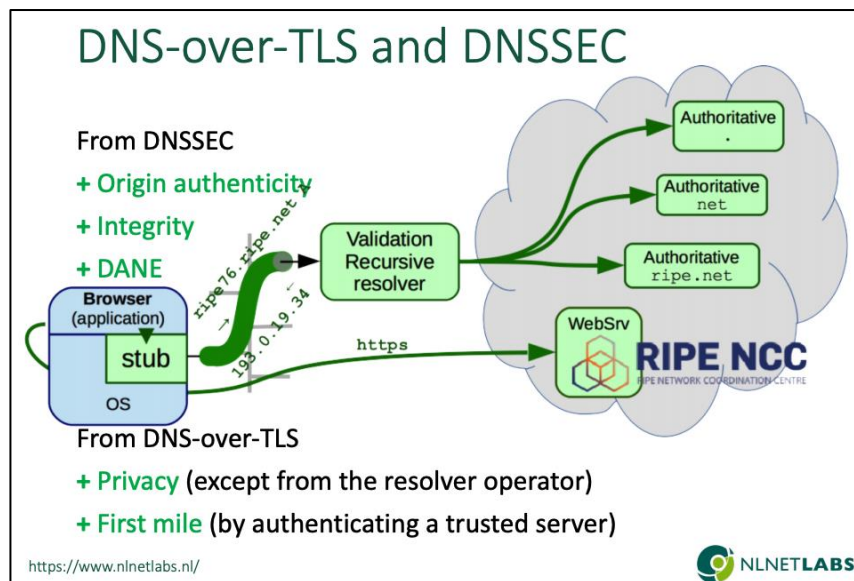 DNS-over-TLS and DNSSEC
From DNSSEC
+ Origin authenticity
+ Integrity
+ DANE
ripe76.ripe.net A
→
←
193.0.19.34
Browser
(application)
stub
OS
Validation
Recursive
resolver
Authoritative
.
Authoritative
net
Authoritative
ripe.net
https
WebSrv
RIPE NCC
RIPE NETWORK COORDINATION CENTRE
From DNS-over-TLS
+ Privacy (except from the resolver operator)
+ First mile (by authenticating a trusted server)
https://www.nlnetlabs.nl/
NLNETLABS